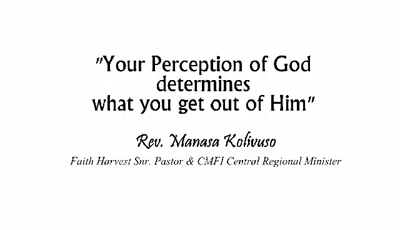 "Your Perception of God
determines
what you get out of Him"
Rev. Manasa Kolivuso
Faith Harvest Snr. Pastor & CMFI Central Regional Minister